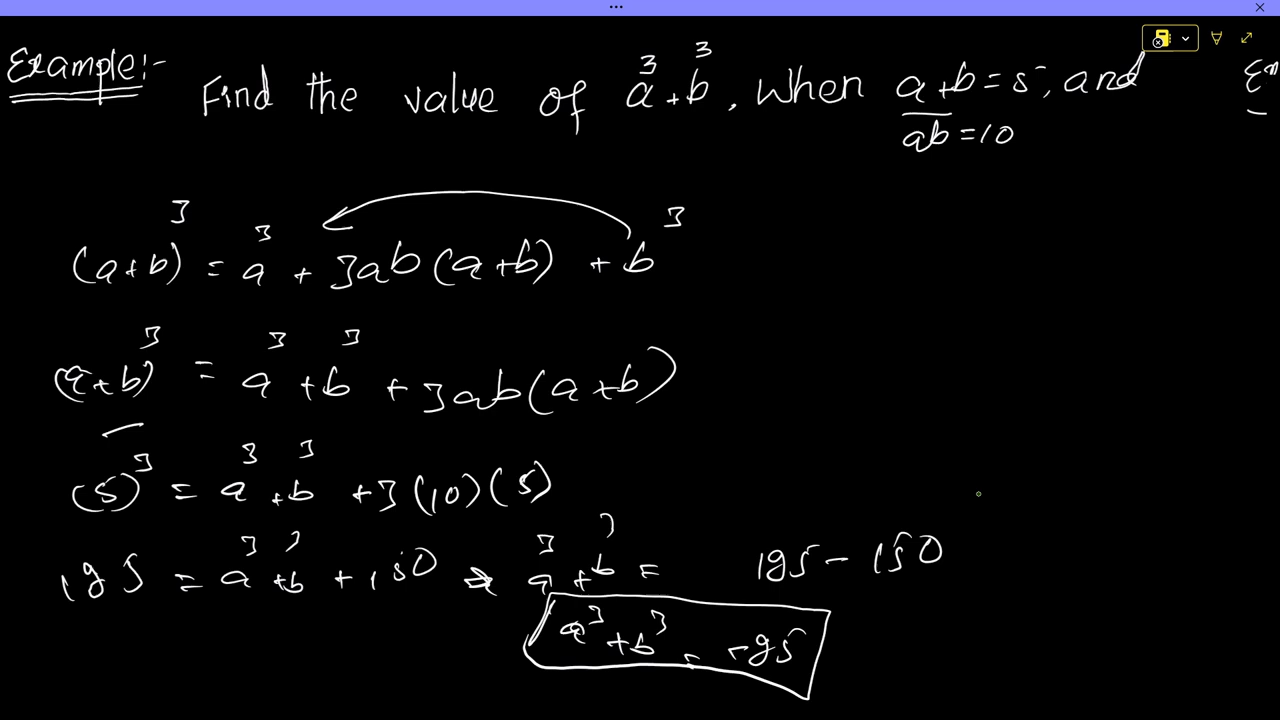 Example:- Find the value of a³+b³, when a+b=5, and
ab=10
(a+b)³ = a³ + 3ab(a+b) + b³
(a+b)³ = a³+b³ + 3ab(a+b)
(5)³ = a³+b³ + 3(10)(5)
125 = a³+b³ + 150 → a³+b³ = 125 - 150
a³+b³ = -25